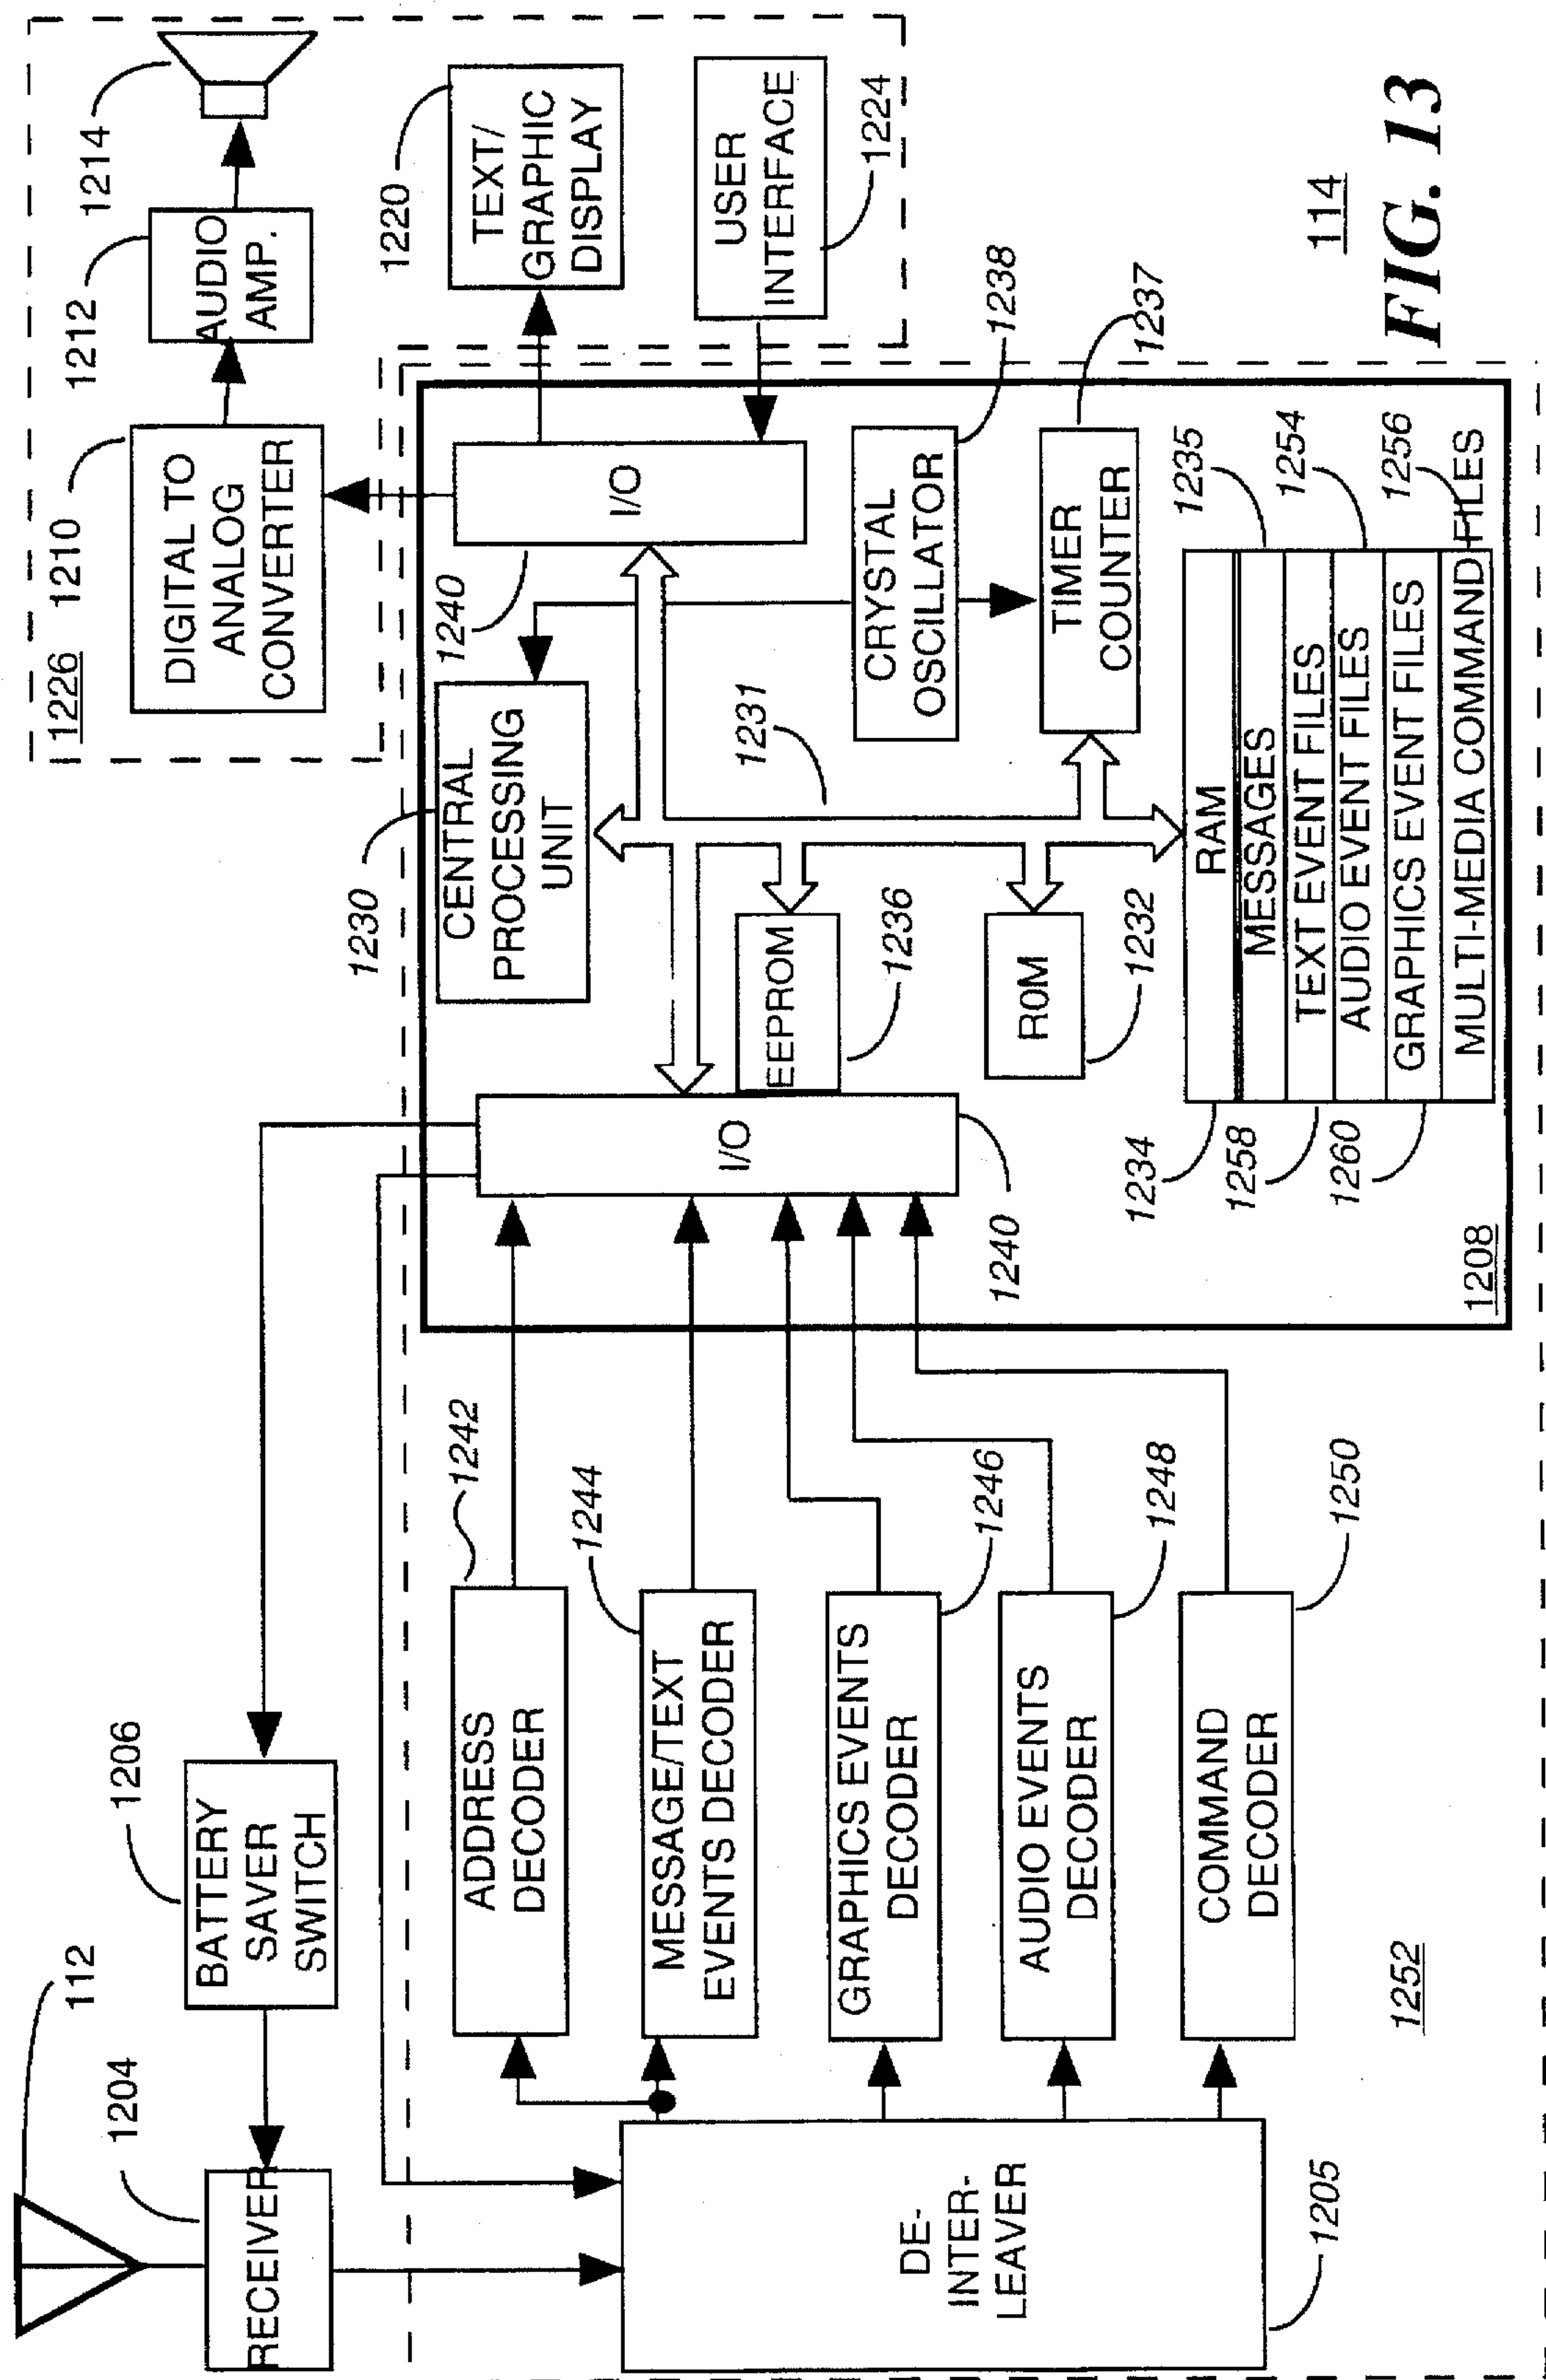 112
1204
RECEIVER
1206
BATTERY
SAVER
SWITCH
1226
1210
DIGITAL TO
ANALOG
CONVERTER
1212
AUDIO
AMP.
1214
1220
TEXT/
GRAPHIC
DISPLAY
USER
INTERFACE
1224
DE-
INTER-
LEAVER
1205
1242
ADDRESS
DECODER
1244
MESSAGE/TEXT
EVENTS DECODER
GRAPHICS EVENTS
DECODER
1246
AUDIO EVENTS
DECODER
1248
COMMAND
DECODER
1250
1252
I/O
1240
1230
CENTRAL
PROCESSING
UNIT
1240
I/O
EEPROM
1236
1231
CRYSTAL
OSCILLATOR
1238
ROM
1232
TIMER
COUNTER
1237
1234
RAM
1235
MESSAGES
1258
TEXT EVENT FILES
1254
AUDIO EVENT FILES
1260
GRAPHICS EVENT FILES
1256
MULTI-MEDIA COMMAND FILES
1208
114
FIG. 13